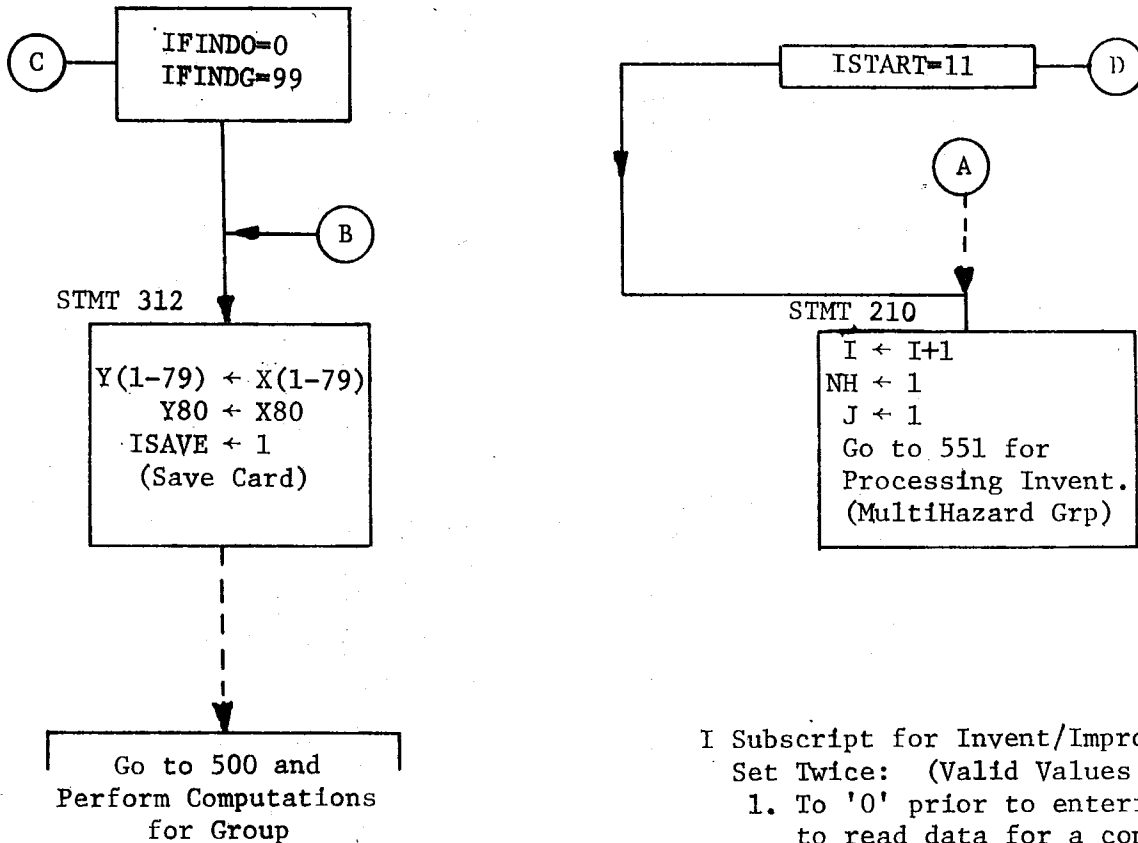 C
IFINDO=0
IFINDG=99
B
STMT 312
Y(1-79) ← X(1-79)
Y80 ← X80
ISAVE ← 1
(Save Card)
Go to 500 and
Perform Computations
for Group
ISTART=11
D
A
STMT 210
I ← I+1
NH ← 1
J ← 1
Go to 551 for
Processing Invent.
(MultiHazard Grp)
I Subscript for Invent/Impro
Set Twice: (Valid Values
1. To '0' prior to enteri
to read data for a con